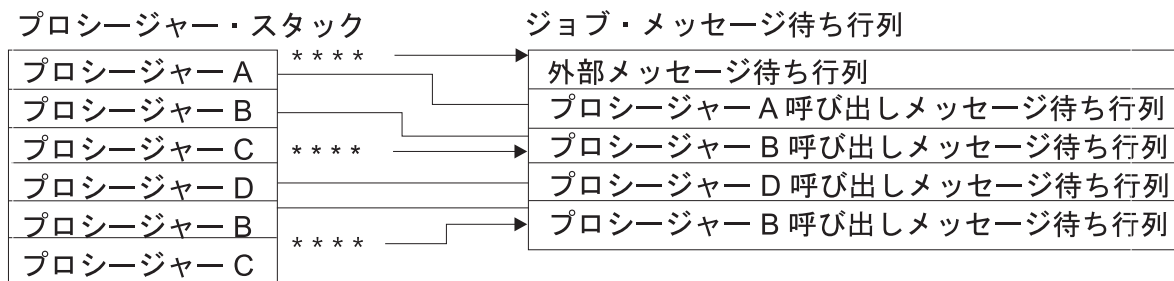 プロシージャー・スタック
ジョブ・メッセージ待ち行列
****
プロシージャー A
プロシージャー B
プロシージャー C
****
プロシージャー D
プロシージャー B
****
プロシージャー C
外部メッセージ待ち行列
プロシージャー A 呼び出しメッセージ待ち行列
プロシージャー B 呼び出しメッセージ待ち行列
プロシージャー D 呼び出しメッセージ待ち行列
プロシージャー B 呼び出しメッセージ待ち行列